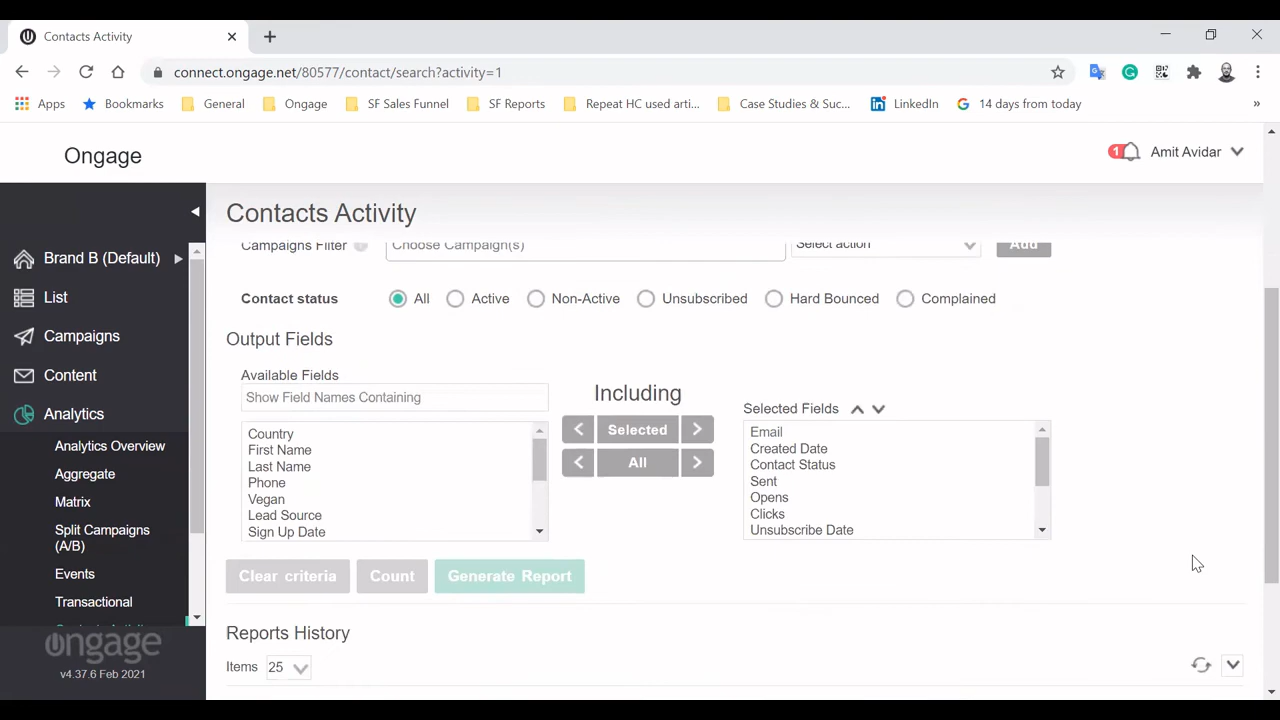 Contacts Activity
connect.ongage.net/80577/contact/search?activity=1
Apps
Bookmarks
General
Ongage
SF Sales Funnel
SF Reports
Repeat HC used arti...
Case Studies & Suc...
LinkedIn
14 days from today
»
Ongage
1
Amit Avidar
Contacts Activity
Brand B (Default)
List
Campaigns
Content
Analytics
Analytics Overview
Aggregate
Matrix
Split Campaigns
(A/B)
Events
Transactional
Contacts Activity
ongage
v4.37.6 Feb 2021
Campaigns Filter
Choose Campaign(s)
Select action
Add
Contact status
All
Active
Non-Active
Unsubscribed
Hard Bounced
Complained
Output Fields
Available Fields
Show Field Names Containing
Country
First Name
Last Name
Phone
Vegan
Lead Source
Sign Up Date
Including
Selected
All
Selected Fields
Email
Created Date
Contact Status
Sent
Opens
Clicks
Unsubscribe Date
Clear criteria
Count
Generate Report
Reports History
Items
25